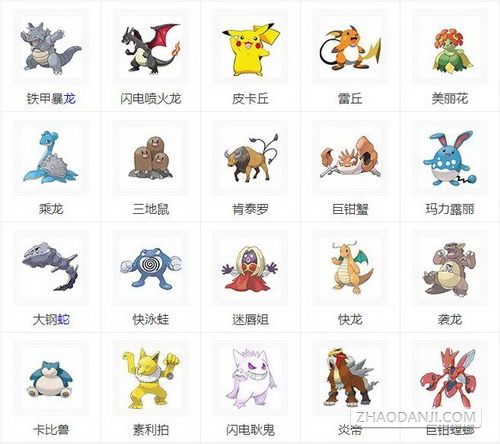 铁甲暴龙 闪电喷火龙 皮卡丘 雷丘 美丽花
乘龙 三地鼠 肯泰罗 巨钳蟹 玛力露丽
大钢蛇 快泳蛙 迷唇姐 快龙 袭龙
卡比兽 素利拍 闪电耿鬼 炎帝 巨钳螳螂
ZHAODANJI.COM